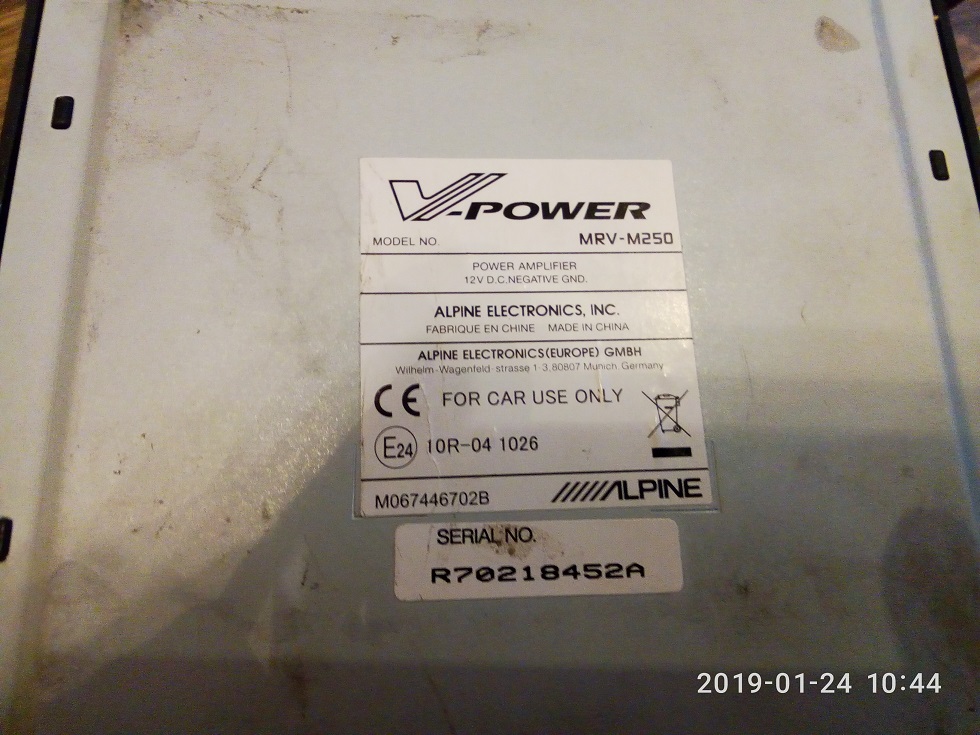 V-POWER
MODEL NO. MRV-M250
POWER AMPLIFIER
12V D.C.NEGATIVE GND.
ALPINE ELECTRONICS, INC.
FABRIQUE EN CHINE MADE IN CHINA
ALPINE ELECTRONICS(EUROPE) GMBH
Wilhelm-Wagenfeld-strasse 1-3,80807 Munich, Germany
CE FOR CAR USE ONLY
E24 10R-04 1026
M067446702B ALPINE
SERIAL NO.
R70218452A
2019-01-24 10:44